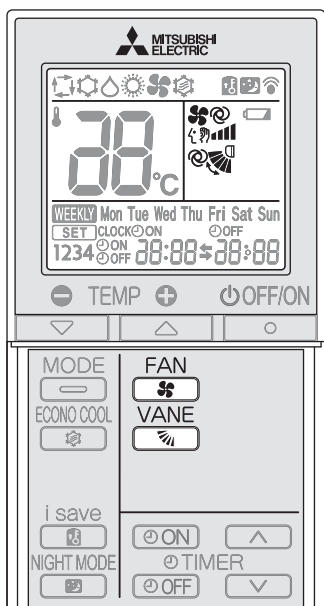 MITSUBISHI
ELECTRIC
88°C
WEEKLY Mon Tue Wed Thu Fri Sat Sun
SET CLOCK ON OFF
1234 ON OFF 88:88 88:88
TEMP OFF/ON
MODE FAN
ECONO COOL VANE
i save
ON
NIGHT MODE TIMER
OFF